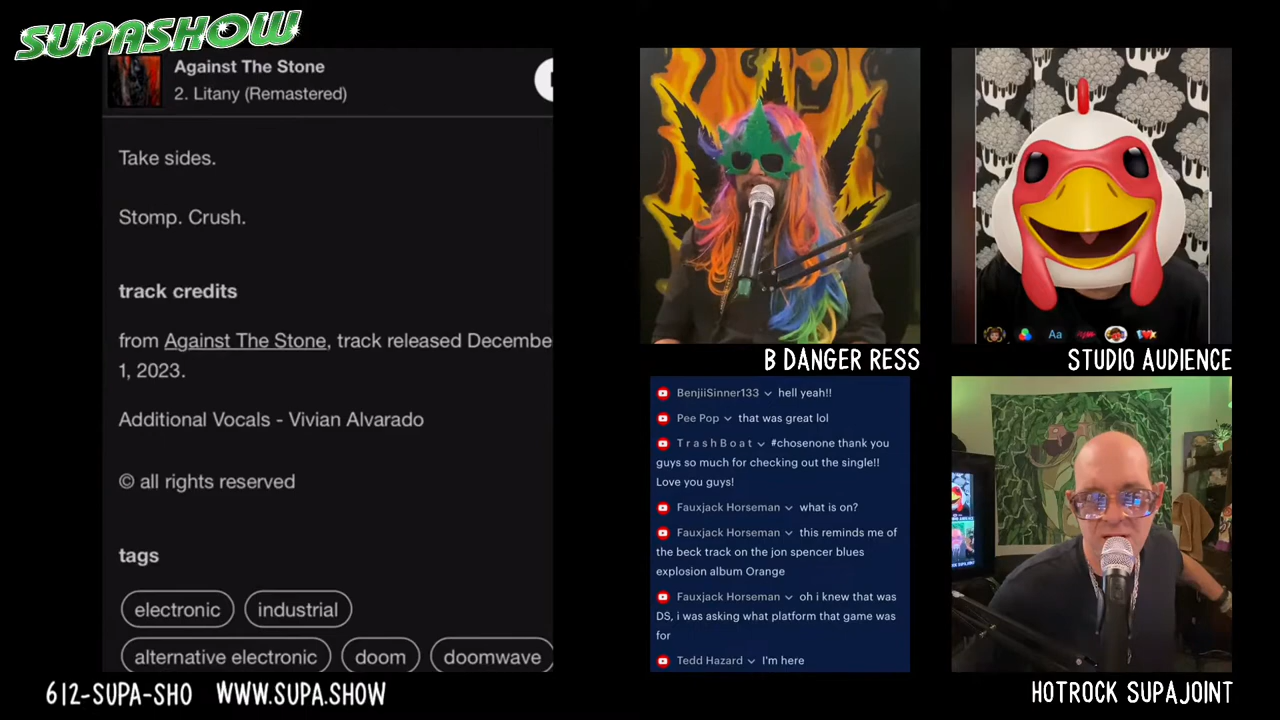 SUPASHOW
Against The Stone
2. Litany (Remastered)
Take sides.
Stomp. Crush.
track credits
from Against The Stone, track released Decembe
1, 2023.
Additional Vocals - Vivian Alvarado
© all rights reserved
tags
electronic
industrial
alternative electronic
doom
doomwave
612-SUPA-SHO
WWW.SUPA.SHOW
B DANGER RESS
Aa
STUDIO AUDIENCE
BenjiiSinner133 hell yeah!!
Pee Pop that was great lol
T r a s h B o a t #chosenone thank you
guys so much for checking out the single!!
Love you guys!
Fauxjack Horseman what is on?
Fauxjack Horseman this reminds me of
the beck track on the jon spencer blues
explosion album Orange
Fauxjack Horseman oh i knew that was
DS, i was asking what platform that game was
for
Tedd Hazard I'm here
HOTROCK SUPAJOINT